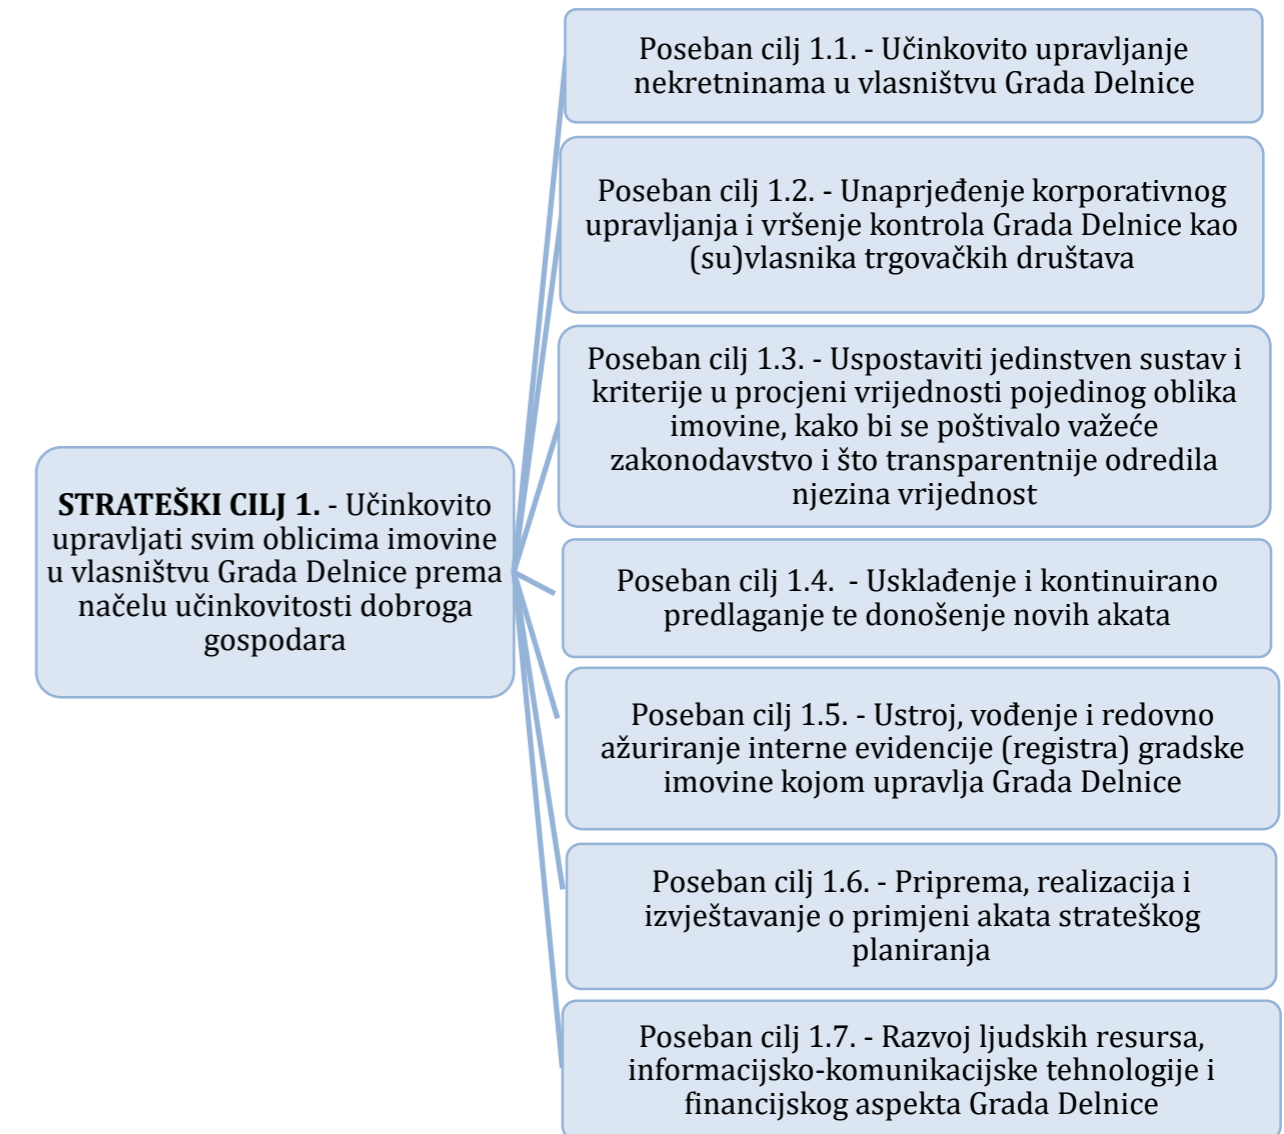 STRATEŠKI CILJ 1. - Učinkovito
upravljati svim oblicima imovine
u vlasništvu Grada Delnice prema
načelu učinkovitosti dobroga
gospodara
Poseban cilj 1.1. - Učinkovito upravljanje
nekretninama u vlasništvu Grada Delnice
Poseban cilj 1.2. - Unaprjeđenje korporativnog
upravljanja i vršenje kontrola Grada Delnice kao
(su)vlasnika trgovačkih društava
Poseban cilj 1.3. - Uspostaviti jedinstven sustav i
kriterije u procjeni vrijednosti pojedinog oblika
imovine, kako bi se poštivalo važeće
zakonodavstvo i što transparentnije odredila
njezina vrijednost
Poseban cilj 1.4.  - Usklađenje i kontinuirano
predlaganje te donošenje novih akata
Poseban cilj 1.5. - Ustroj, vođenje i redovno
ažuriranje interne evidencije (registra) gradske
imovine kojom upravlja Grada Delnice
Poseban cilj 1.6. - Priprema, realizacija i
izvještavanje o primjeni akata strateškog
planiranja
Poseban cilj 1.7. - Razvoj ljudskih resursa,
informacijsko-komunikacijske tehnologije i
financijskog aspekta Grada Delnice